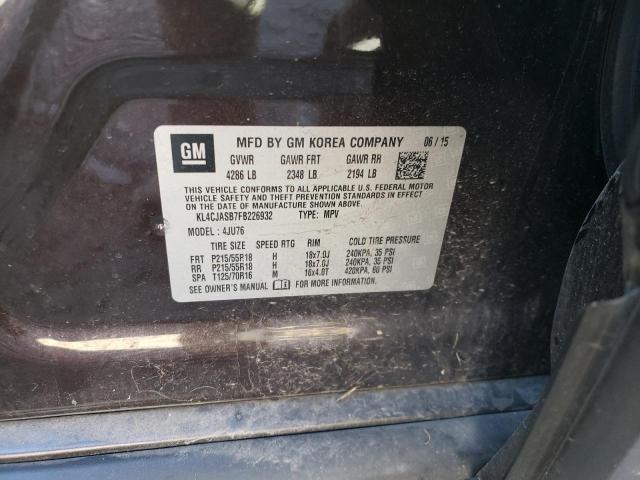 GM MFD BY GM KOREA COMPANY 06/15
GVWR GAWR FRT GAWR RR
4286 LB 2348 LB 2194 LB
THIS VEHICLE CONFORMS TO ALL APPLICABLE U.S. FEDERAL MOTOR
VEHICLE SAFETY, BUMPER, AND THEFT PREVENTION STANDARDS IN
EFFECT ON THE DATE OF MANUFACTURE SHOWN ABOVE.
KL4CJASB7FB226932 TYPE: MPV
MODEL: 4JU76
TIRE SIZE SPEED RTG RIM COLD TIRE PRESSURE
FRT P215/55R18 H 18x7.0J 240KPA, 35 PSI
RR P215/55R18 H 18x7.0J 240KPA, 35 PSI
SPA T125/70R16 M 16x4.0T 420KPA, 60 PSI
SEE OWNER'S MANUAL FOR MORE INFORMATION.